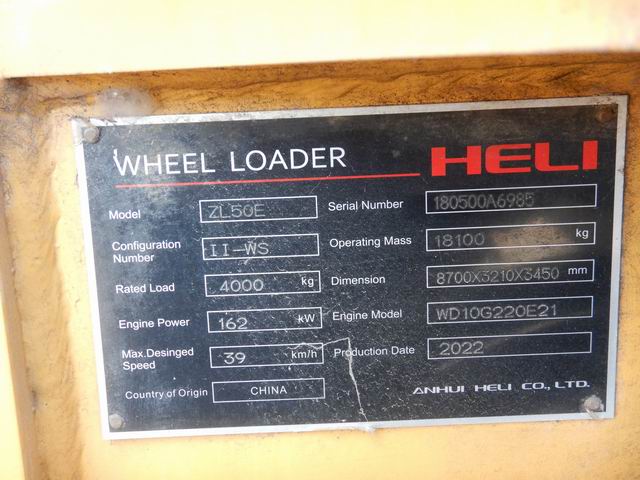 WHEEL LOADER HELI
Model ZL50E Serial Number 180500A6985
Configuration Number II-WS Operating Mass 18100 kg
Rated Load 4000 kg Dimension 8700X3210X3450 mm
Engine Power 162 kW Engine Model WD10G220E21
Max.Desinged Speed 39 km/h Production Date 2022
Country of Origin CHINA ANHUI HELI CO.,LTD.